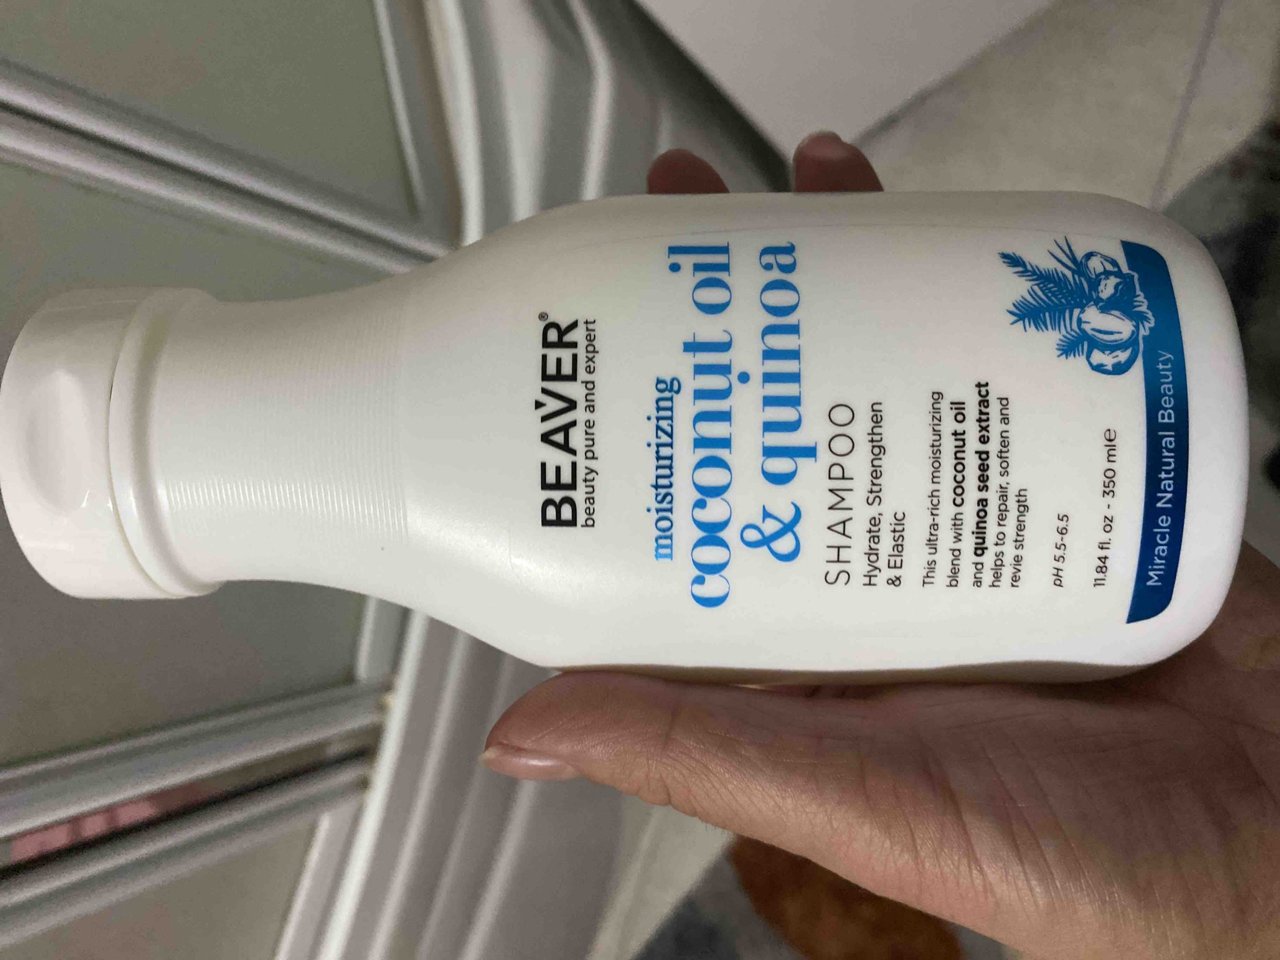 BEAVER®
beauty pure and expert
moisturizing
coconut oil
& quinoa
SHAMPOO
Hydrate, Strengthen
& Elastic
This ultra-rich moisturizing
blend with coconut oil
and quinoa seed extract
helps to repair, soften and
revie strength
pH 5.5-6.5
11.84 fl. oz - 350 ml℮
Miracle Natural Beauty